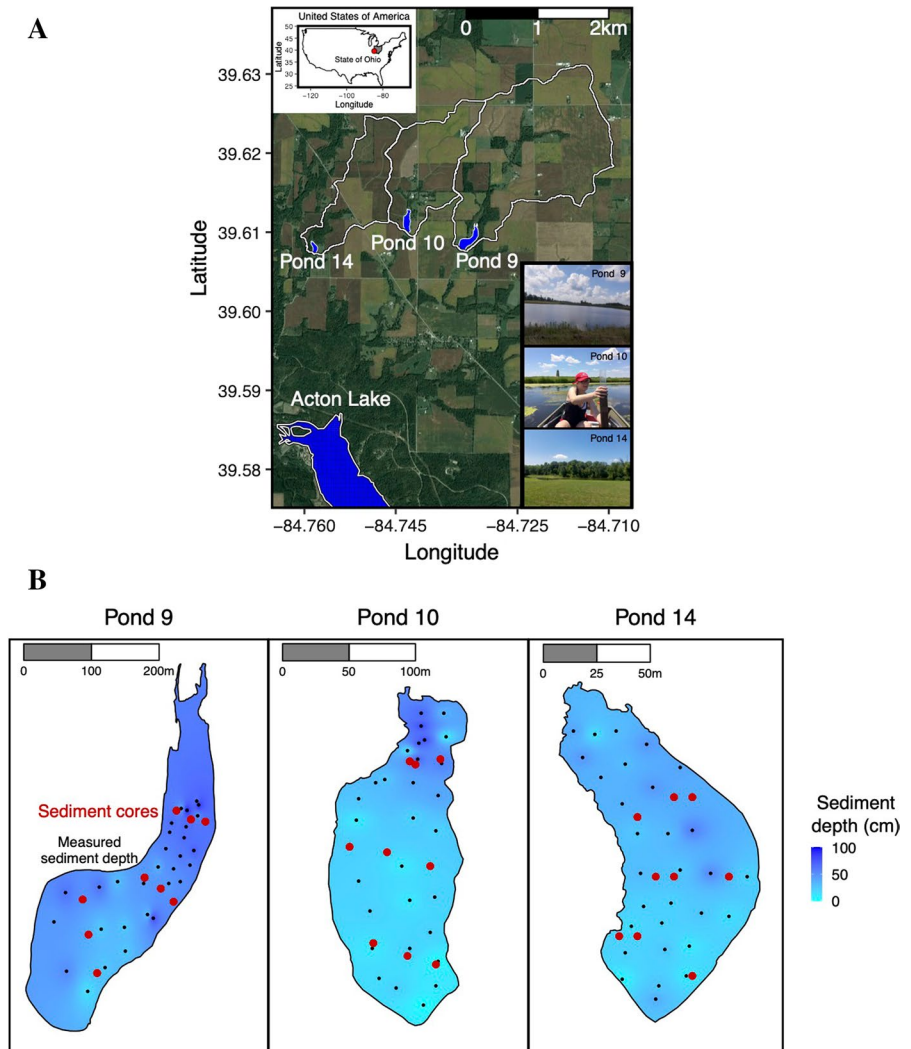 A
United States of America
50
45
40
35
30
25
Latitude
State of Ohio
−120
−100
−80
Longitude
0
1
2km
39.63
39.62
39.61
39.60
39.59
39.58
Latitude
Pond 14
Pond 10
Pond 9
Acton Lake
Pond 9
Pond 10
Pond 14
−84.760
−84.745
−84.725
−84.710
Longitude
B
Pond 9
Pond 10
Pond 14
0
100
200m
0
50
100m
0
25
50m
Sediment cores
Measured
sediment depth
Sediment
depth (cm)
100
50
0